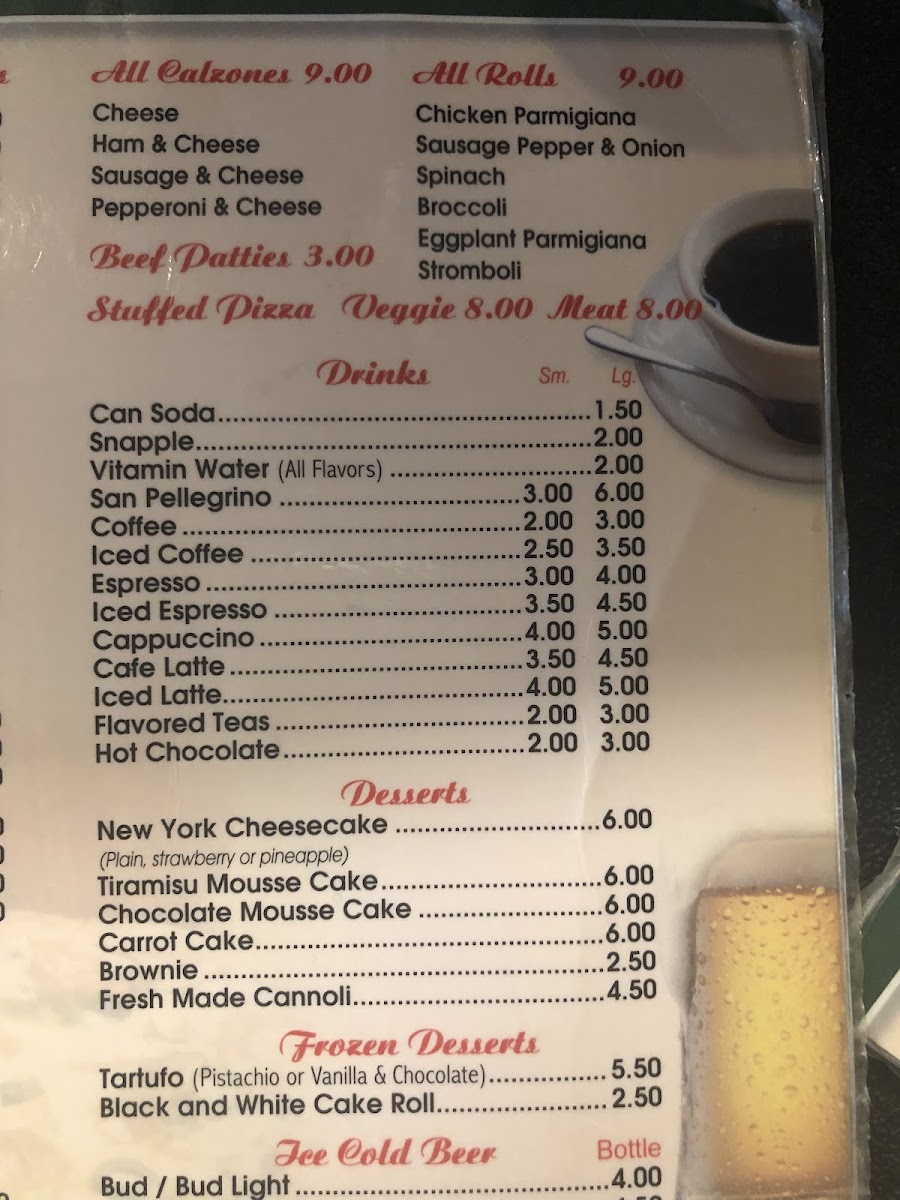 All Calzones 9.00
Cheese
Ham & Cheese
Sausage & Cheese
Pepperoni & Cheese
Beef Patties 3.00
All Rolls 9.00
Chicken Parmigiana
Sausage Pepper & Onion
Spinach
Broccoli
Eggplant Parmigiana
Stromboli
Stuffed Pizza Veggie 8.00 Meat 8.00
Drinks Sm. Lg.
Can Soda..........1.50
Snapple..........2.00
Vitamin Water (All Flavors) ..........2.00
San Pellegrino ..........3.00 6.00
Coffee ..........2.00 3.00
Iced Coffee ..........2.50 3.50
Espresso ..........3.00 4.00
Iced Espresso ..........3.50 4.50
Cappuccino ..........4.00 5.00
Cafe Latte ..........3.50 4.50
Iced Latte..........4.00 5.00
Flavored Teas ..........2.00 3.00
Hot Chocolate..........2.00 3.00
Desserts
New York Cheesecake ..........6.00
(Plain, strawberry or pineapple)
Tiramisu Mousse Cake..........6.00
Chocolate Mousse Cake ..........6.00
Carrot Cake..........6.00
Brownie ..........2.50
Fresh Made Cannoli..........4.50
Frozen Desserts
Tartufo (Pistachio or Vanilla & Chocolate)..........5.50
Black and White Cake Roll..........2.50
Ice Cold Beer Bottle
Bud / Bud Light ..........4.00